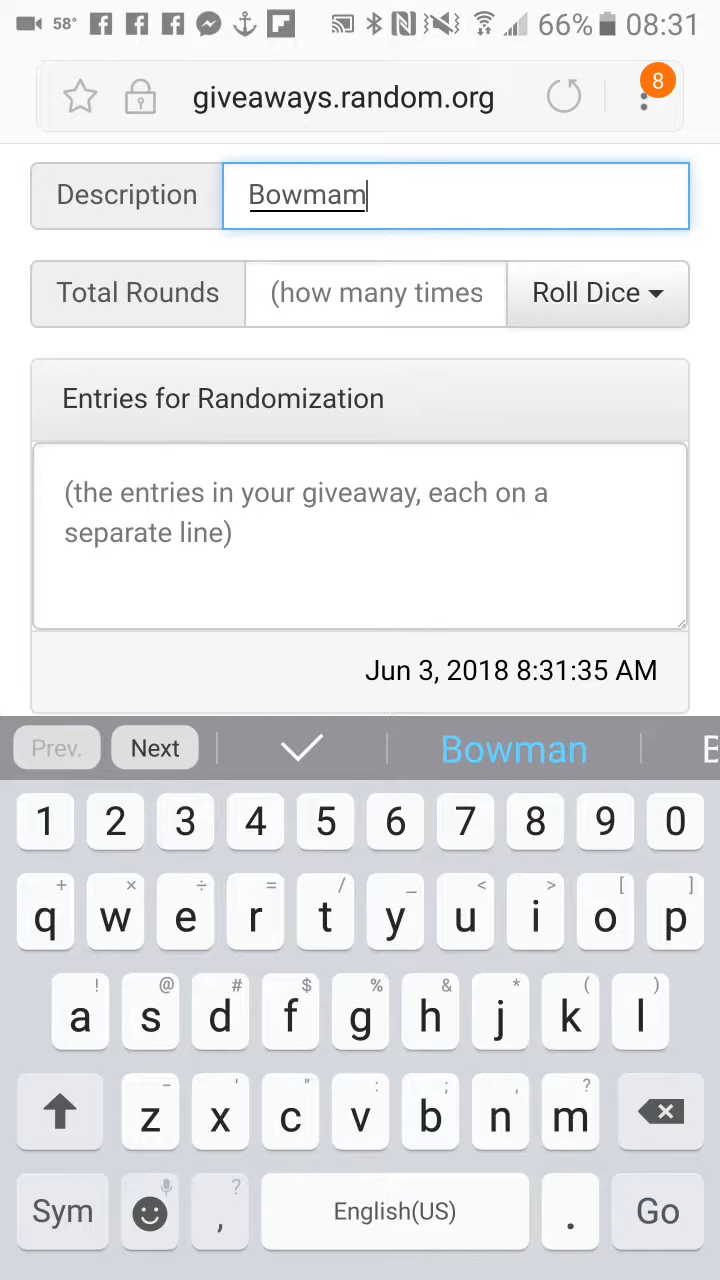 58° 66% 08:31
giveaways.random.org 8
Description Bowmam
Total Rounds (how many times Roll Dice
Entries for Randomization
(the entries in your giveaway, each on a
separate line)
Jun 3, 2018 8:31:35 AM
Prev. Next Bowman
1 2 3 4 5 6 7 8 9 0
+ × ÷ = / _ < > [ ]
q w e r t y u i o p
! @ # $ % & * ( )
a s d f g h j k l
- ' " : ; , ?
z x c v b n m
Sym , ? English(US) . Go